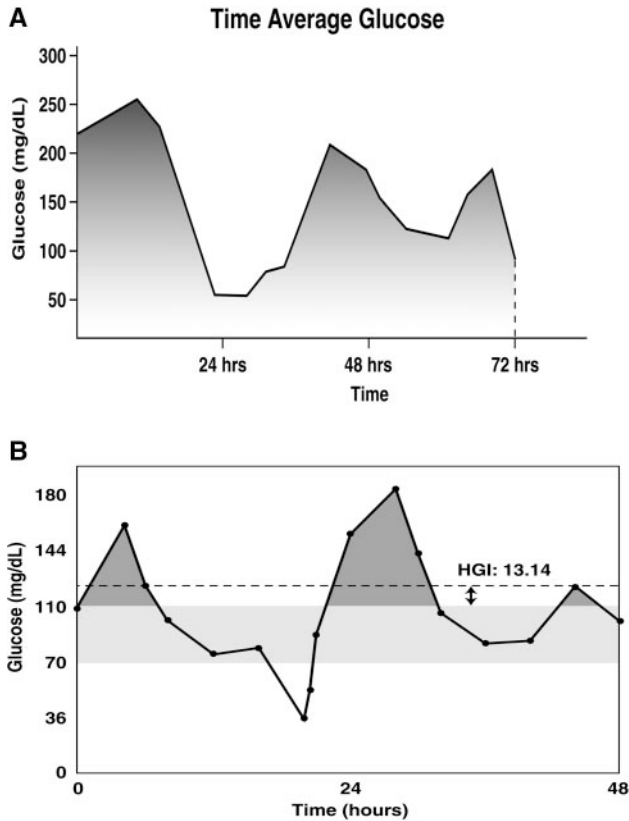 A
Time Average Glucose
300
250
200
150
100
50
Glucose (mg/dL)
24 hrs
48 hrs
72 hrs
Time
B
180
144
110
70
36
0
Glucose (mg/dL)
HGI: 13.14
0
24
48
Time (hours)